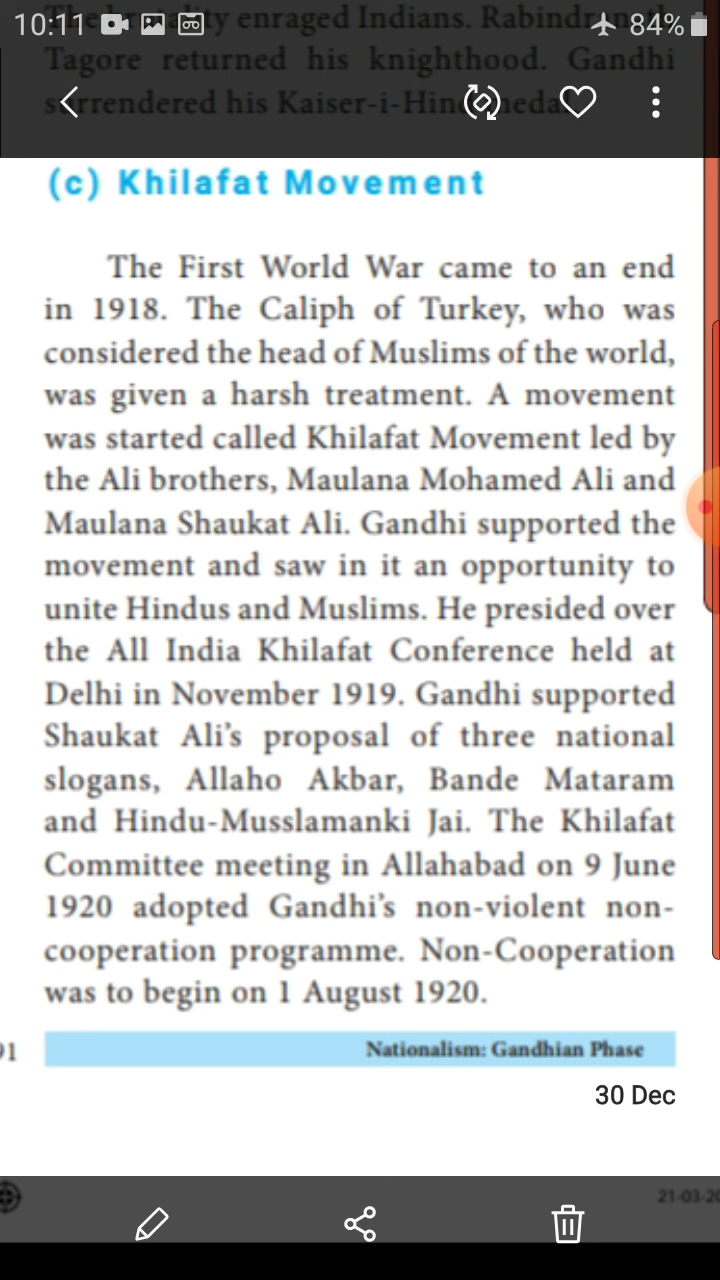 10:11 84%
enraged Indians.
Tagore returned his knighthood. Gandhi
his
(c) Khilafat Movement
The First World War came to an end
in 1918. The Caliph of Turkey, who was
considered the head of Muslims of the world,
was given a harsh treatment. A movement
was started called Khilafat Movement led by
the Ali brothers, Maulana Mohamed Ali and
Maulana Shaukat Ali. Gandhi supported the
movement and saw in it an opportunity to
unite Hindus and Muslims. He presided over
the All India Khilafat Conference held at
Delhi in November 1919. Gandhi supported
Shaukat Ali's proposal of three national
slogans, Allaho Akbar, Bande Mataram
and Hindu-Musslamanki Jai. The Khilafat
Committee meeting in Allahabad on 9 June
1920 adopted Gandhi's non-violent non-
cooperation programme. Non-Cooperation
was to begin on 1 August 1920.
91 Nationalism: Gandhian Phase
30 Dec